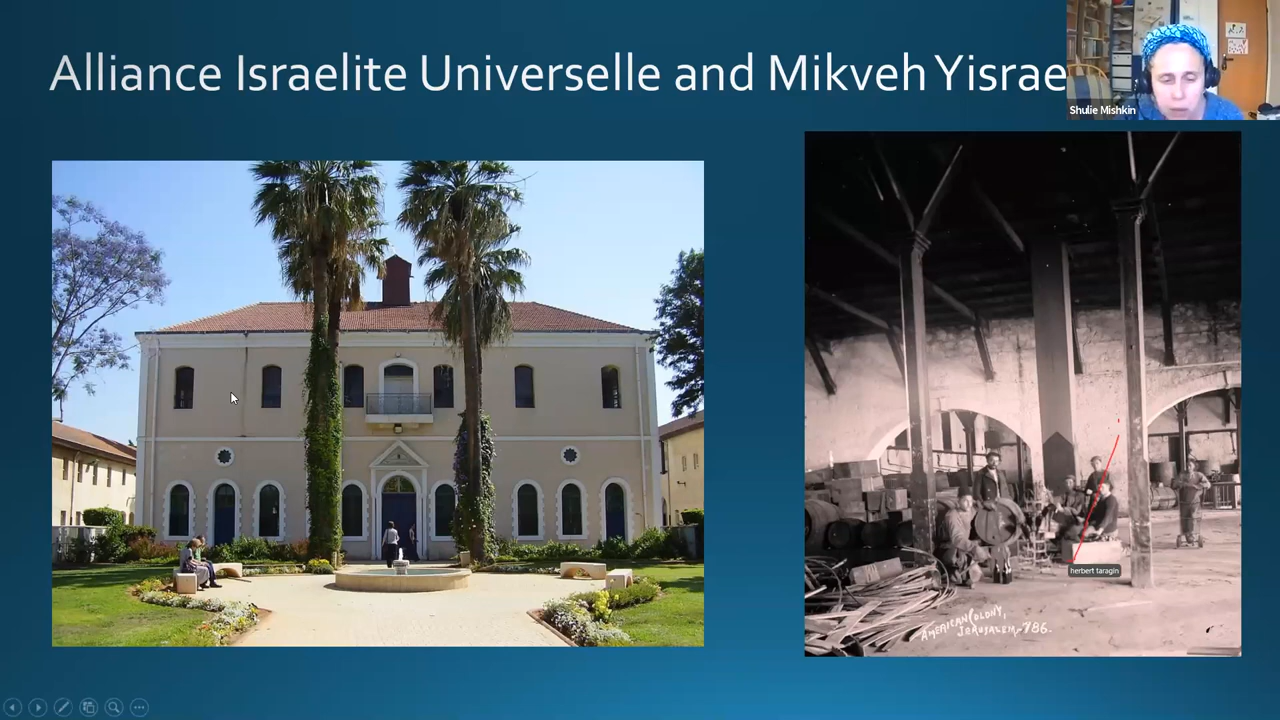 Alliance Israelite Universelle and Mikveh Yisrae
Shulie Mishkin
herbert taragin
AMERICAN COLONY,
JERUSALEM, 786.